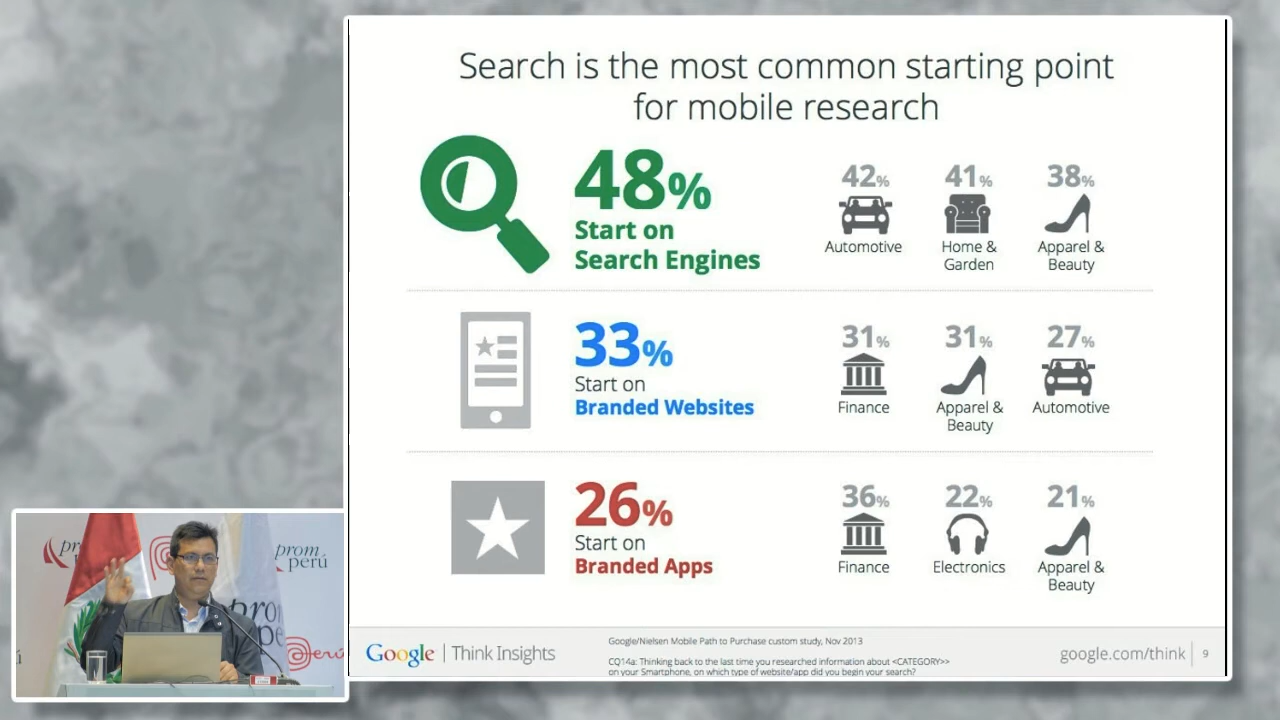 Search is the most common starting point
for mobile research
48%
Start on
Search Engines
42%
Automotive
41%
Home &
Garden
38%
Apparel &
Beauty
33%
Start on
Branded Websites
31%
Finance
31%
Apparel &
Beauty
27%
Automotive
26%
Start on
Branded Apps
36%
Finance
22%
Electronics
21%
Apparel &
Beauty
Google | Think Insights
Google/Nielsen Mobile Path to Purchase custom study, Nov 2013
CQ14a: Thinking back to the last time you researched information about <CATEGORY>>
on your Smartphone, on which type of website/app did you begin your search?
google.com/think | 9
prom
perú
Perú